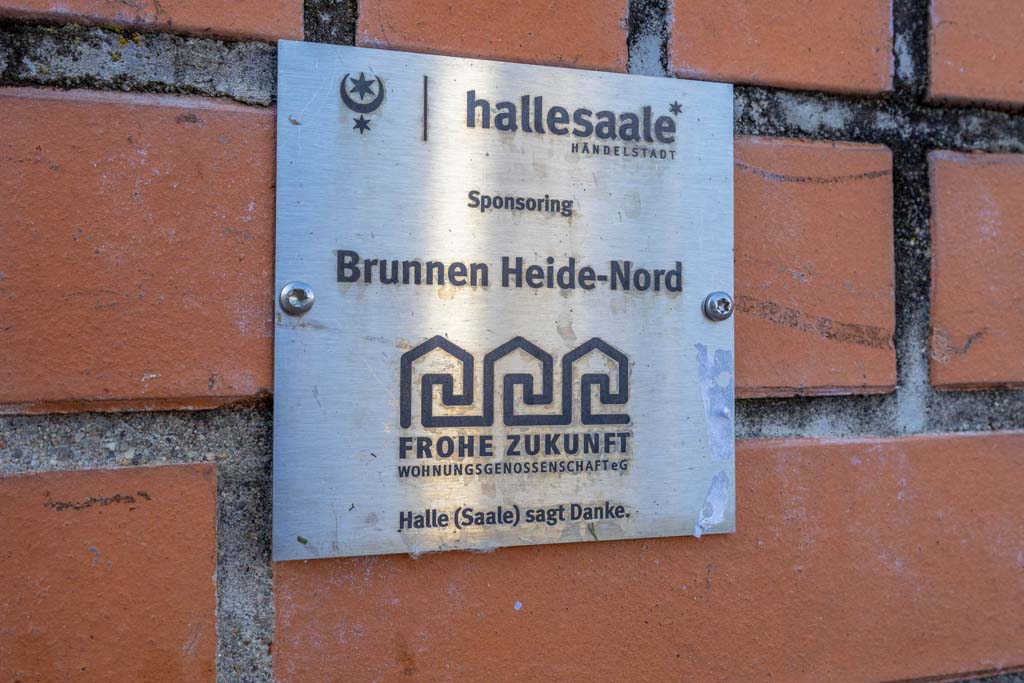 hallesaale*
HÄNDELSTADT
Sponsoring
Brunnen Heide-Nord
FROHE ZUKUNFT
WOHNUNGSGENOSSENSCHAFT eG
Halle (Saale) sagt Danke.